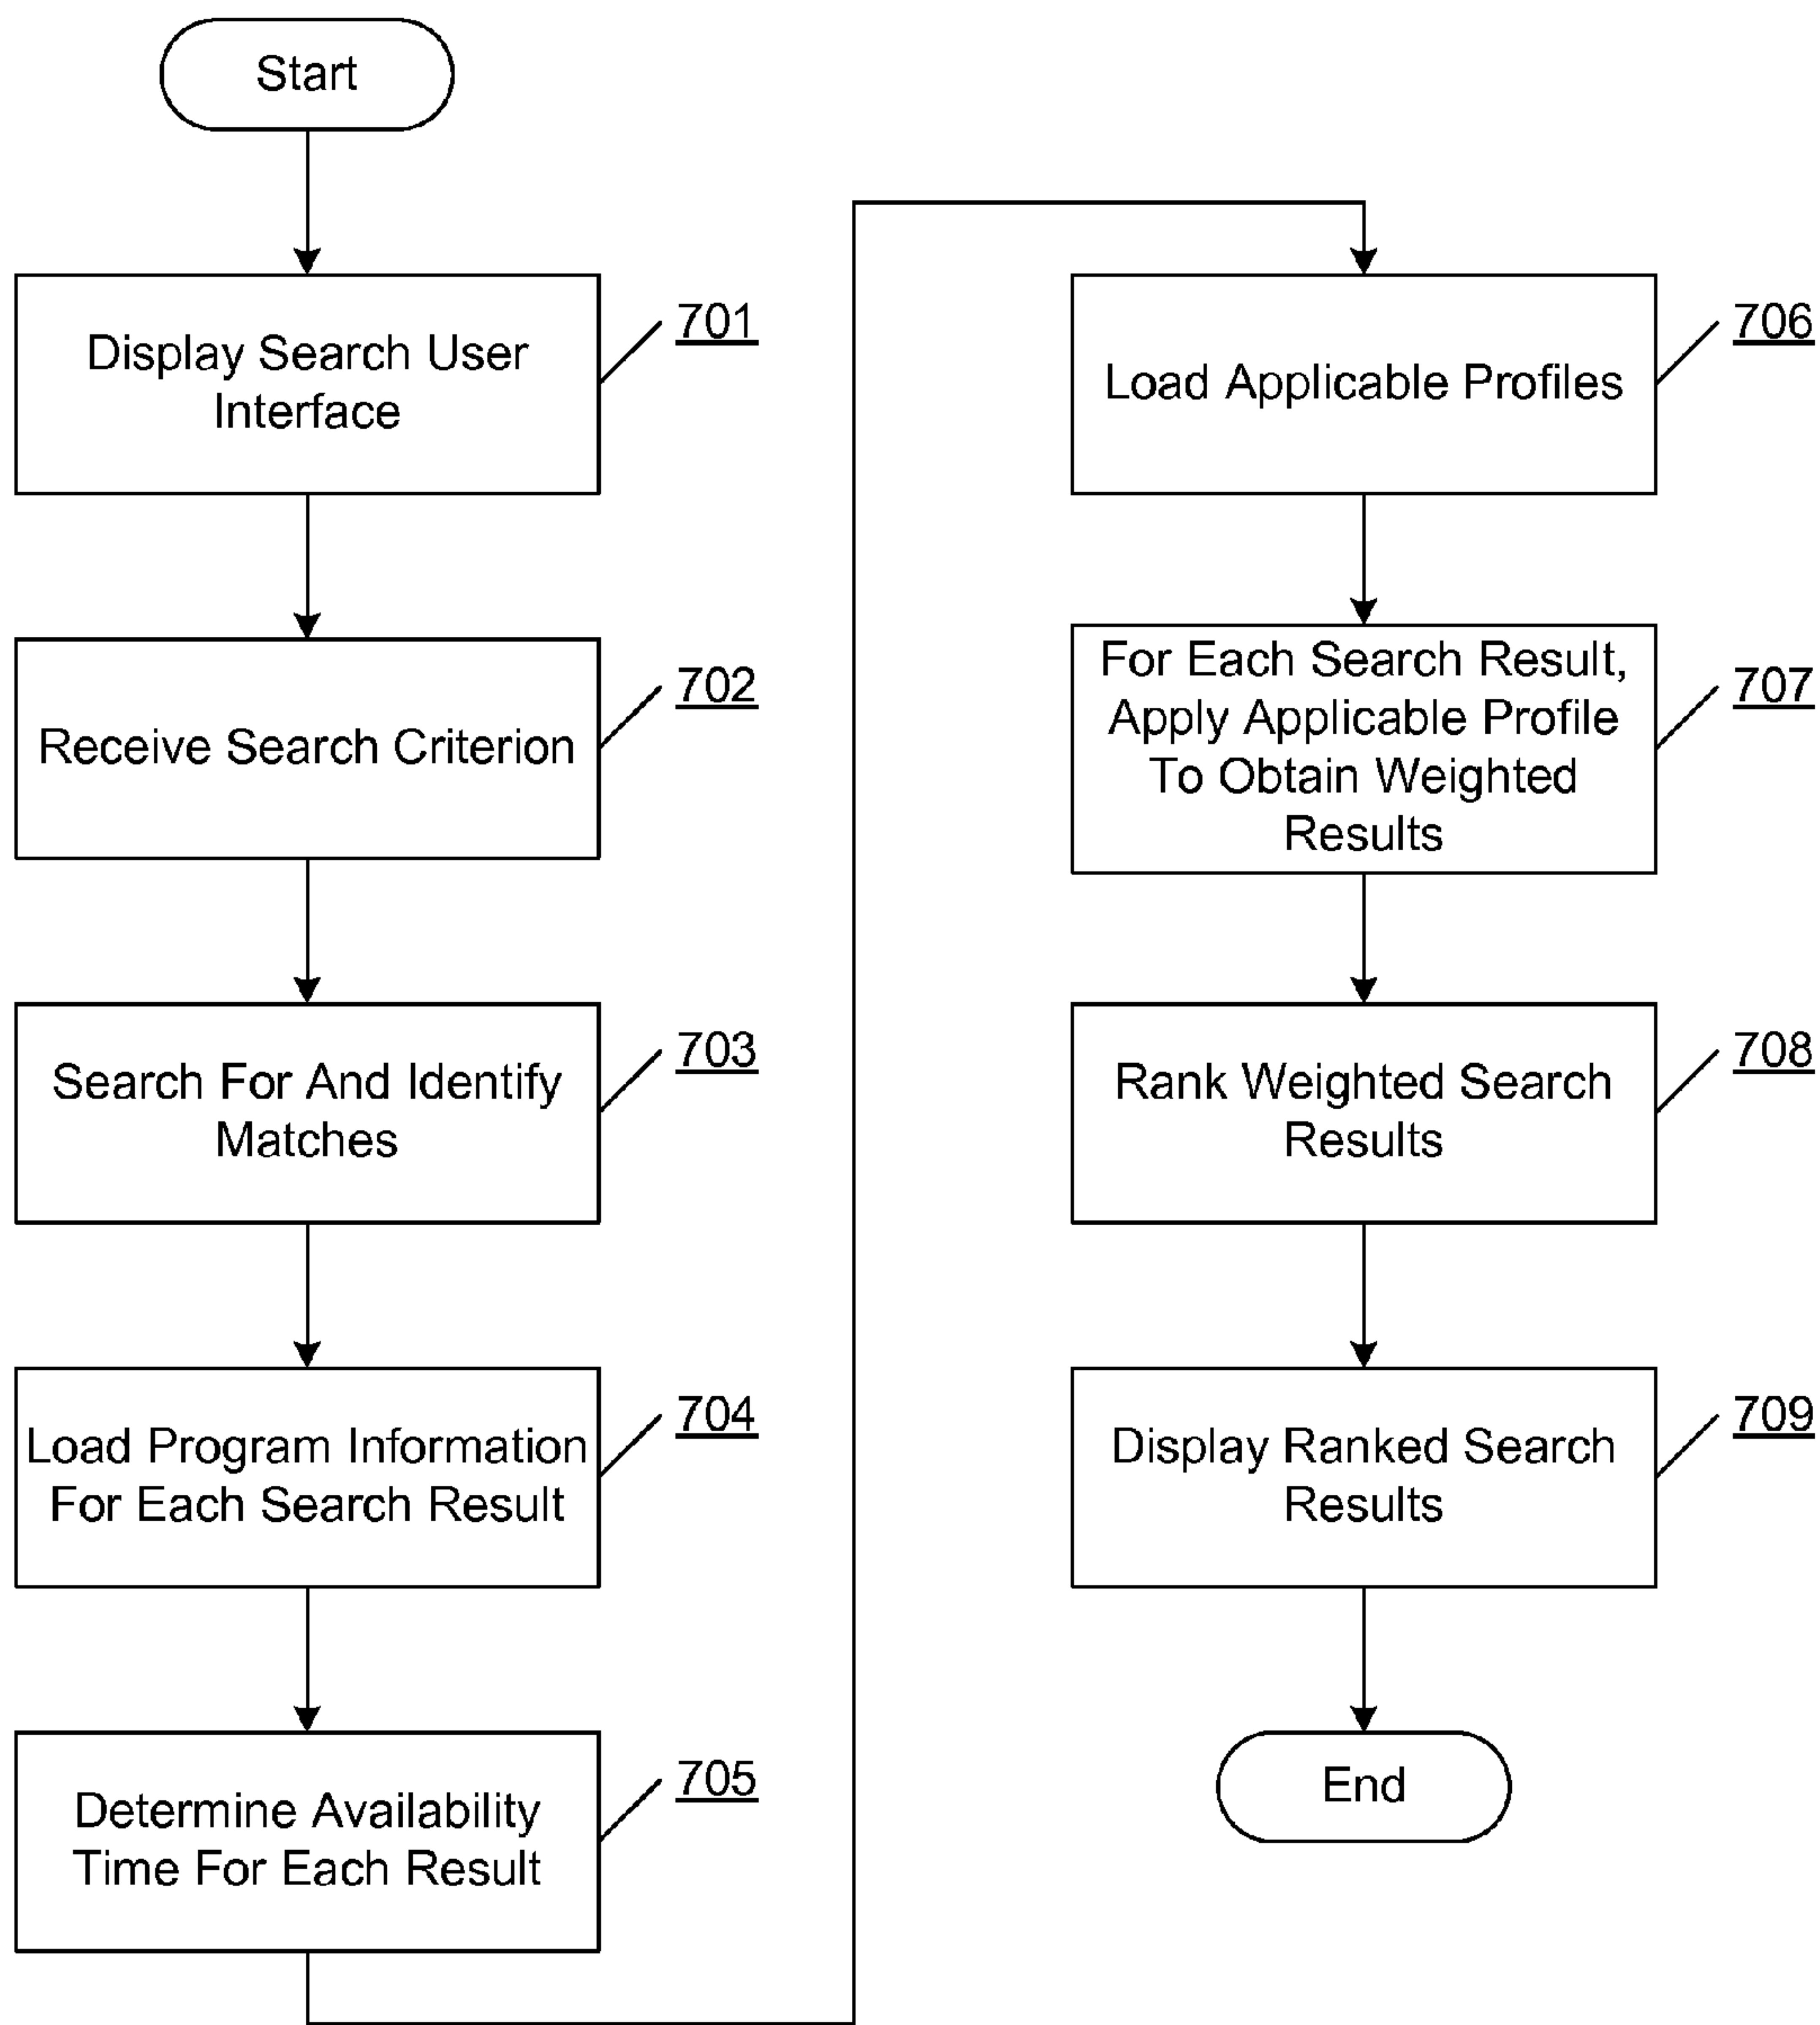 Start
Display Search User
Interface
701
Receive Search Criterion
702
Search For And Identify
Matches
703
Load Program Information
For Each Search Result
704
Determine Availability
Time For Each Result
705
Load Applicable Profiles
706
For Each Search Result,
Apply Applicable Profile
To Obtain Weighted
Results
707
Rank Weighted Search
Results
708
Display Ranked Search
Results
709
End